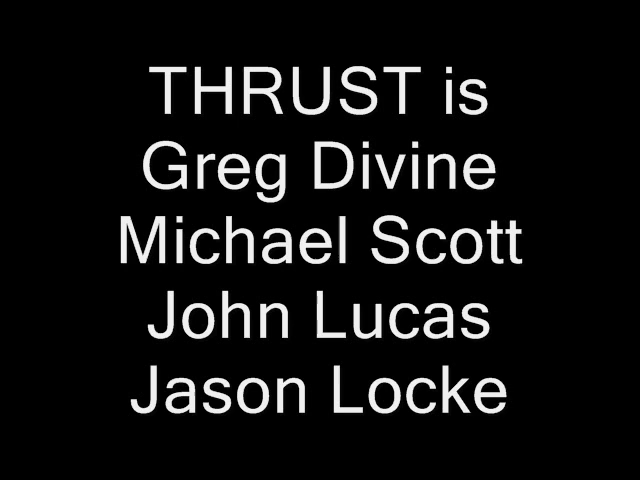 THRUST is
Greg Divine
Michael Scott
John Lucas
Jason Locke